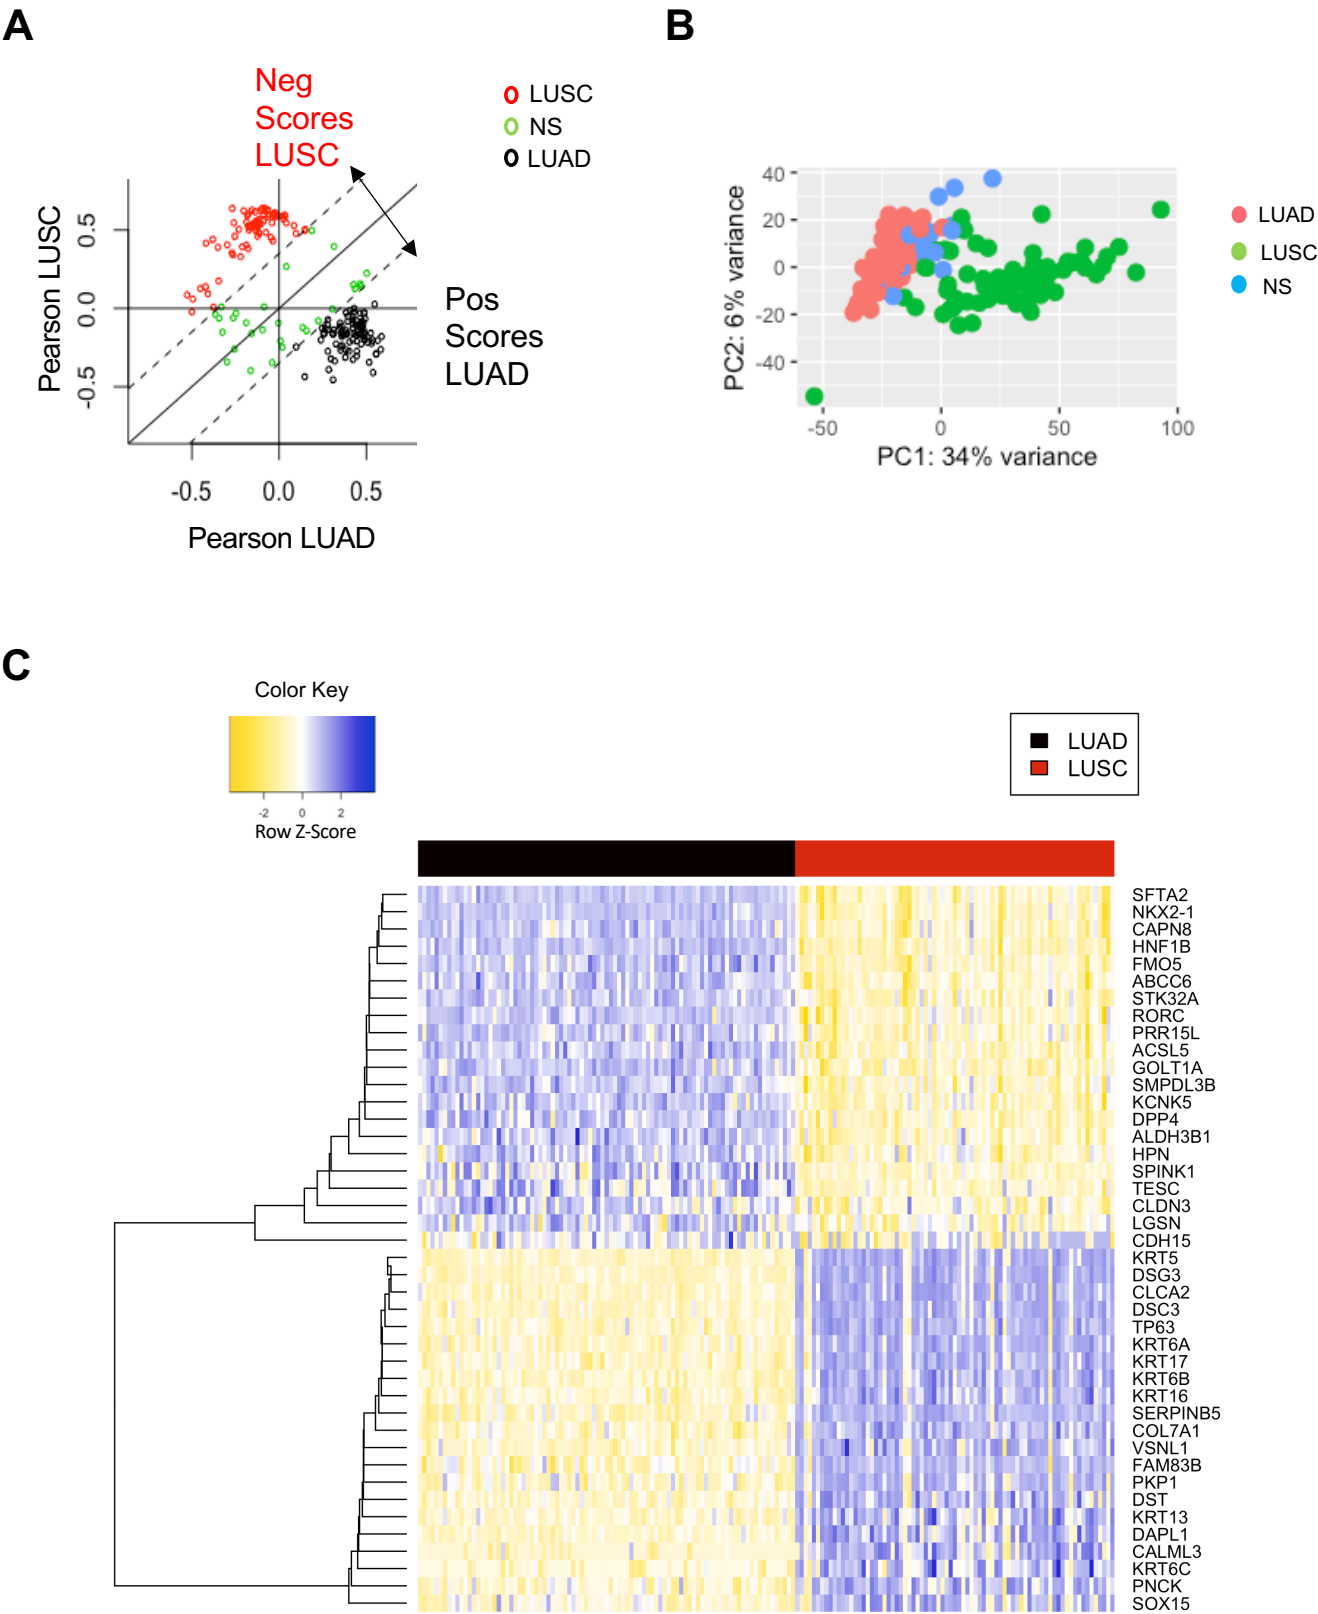 A
B
Neg
Scores
LUSC
LUSC
NS
LUAD
Pearson LUSC
0.5
0.0
-0.5
-0.5 0.0 0.5
Pearson LUAD
Pos
Scores
LUAD
PC2: 6% variance
40
20
0
-20
-40
-50 0 50 100
PC1: 34% variance
LUAD
LUSC
NS
C
Color Key
-2 0 2
Row Z-Score
LUAD
LUSC
SFTA2
NKX2-1
CAPN8
HNF1B
FMO5
ABCC6
STK32A
RORC
PRR15L
ACSL5
GOLT1A
SMPDL3B
KCNK5
DPP4
ALDH3B1
HPN
SPINK1
TESC
CLDN3
LGSN
CDH15
KRT5
DSG3
CLCA2
DSC3
TP63
KRT6A
KRT17
KRT6B
KRT16
SERPINB5
COL7A1
VSNL1
FAM83B
PKP1
DST
KRT13
DAPL1
CALML3
KRT6C
PNCK
SOX15